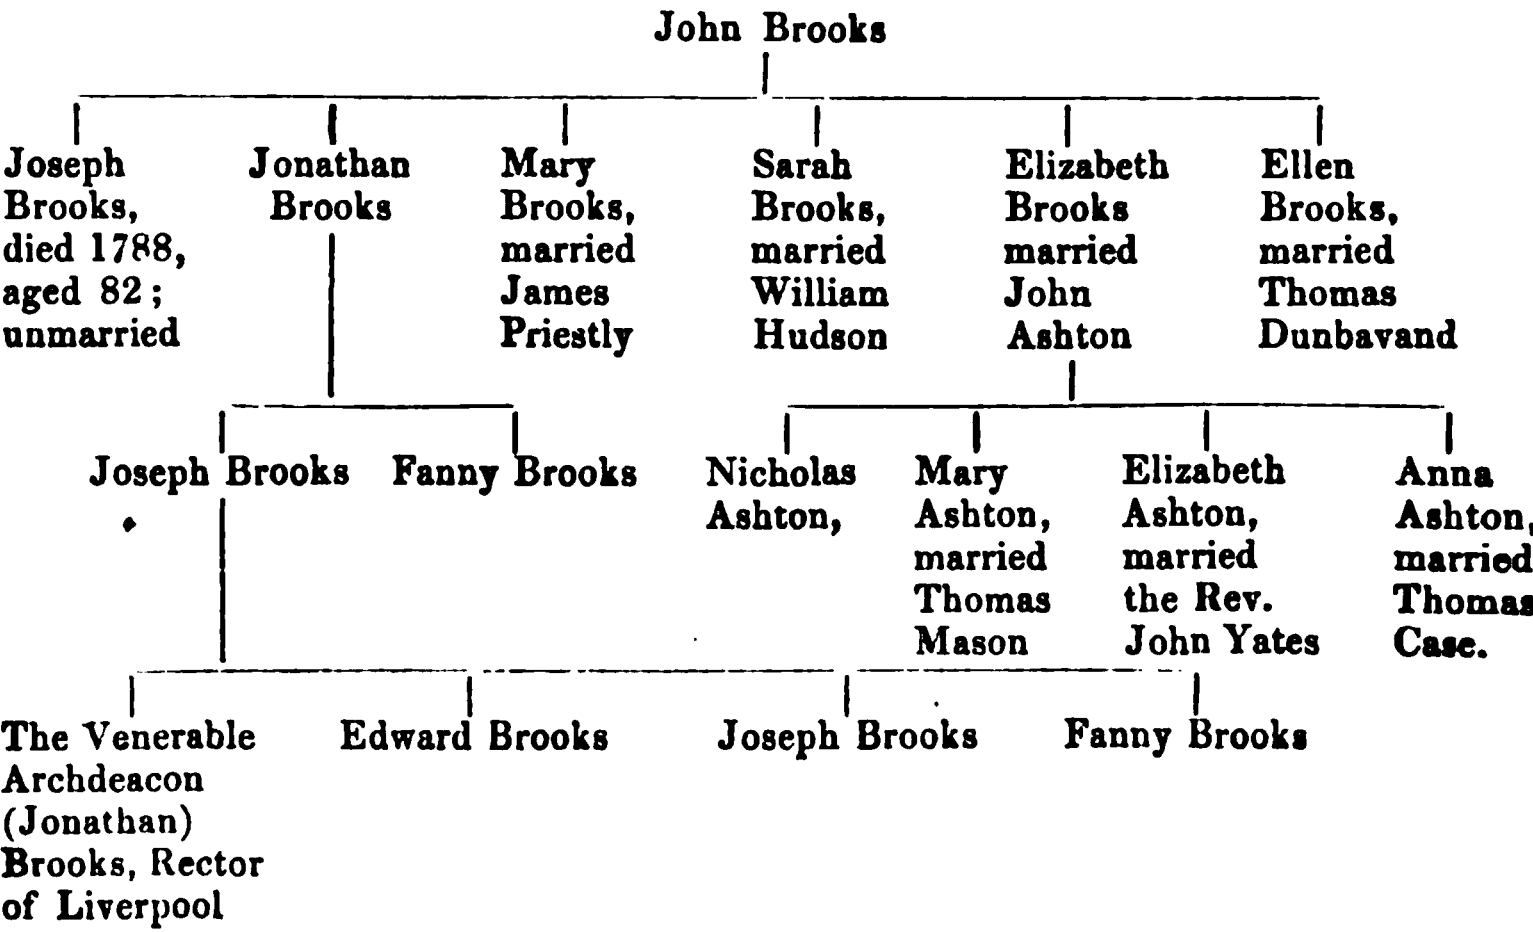 John Brooks
Joseph
Brooks,
died 1788,
aged 82;
unmarried
Jonathan
Brooks
Mary
Brooks,
married
James
Priestly
Sarah
Brooks,
married
William
Hudson
Elizabeth
Brooks
married
John
Ashton
Ellen
Brooks,
married
Thomas
Dunbavand
Joseph Brooks
Fanny Brooks
Nicholas
Ashton,
Mary
Ashton,
married
Thomas
Mason
Elizabeth
Ashton,
married
the Rev.
John Yates
Anna
Ashton,
married
Thomas
Case.
The Venerable
Archdeacon
(Jonathan)
Brooks, Rector
of Liverpool
Edward Brooks
Joseph Brooks
Fanny Brooks